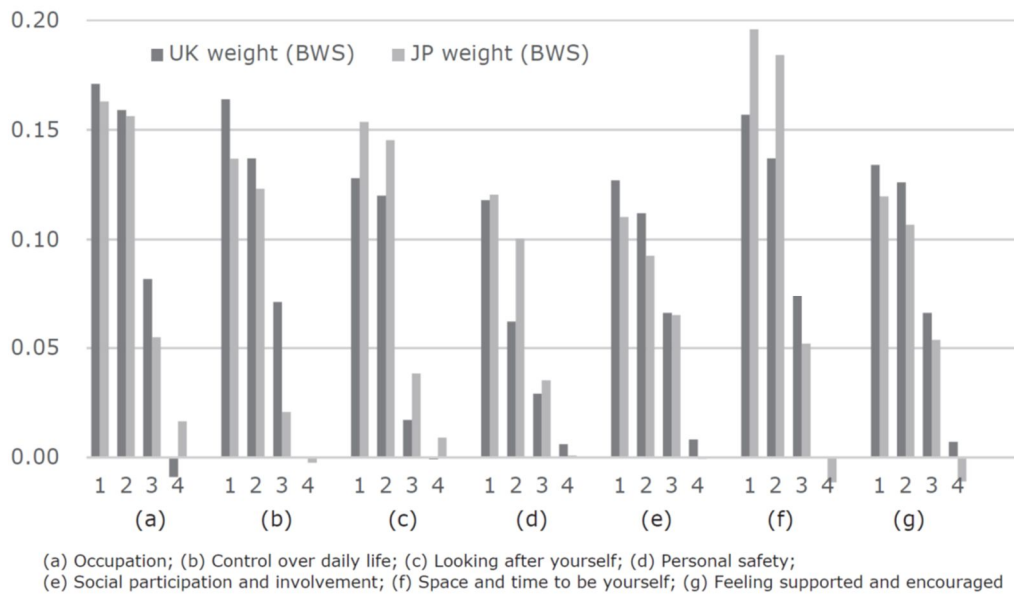 0.20
UK weight (BWS) JP weight (BWS)
0.15
0.10
0.05
0.00
1 2 3 4 1 2 3 4 1 2 3 4 1 2 3 4 1 2 3 4 1 2 3 4 1 2 3 4
(a) (b) (c) (d) (e) (f) (g)
(a) Occupation; (b) Control over daily life; (c) Looking after yourself; (d) Personal safety;
(e) Social participation and involvement; (f) Space and time to be yourself; (g) Feeling supported and encouraged